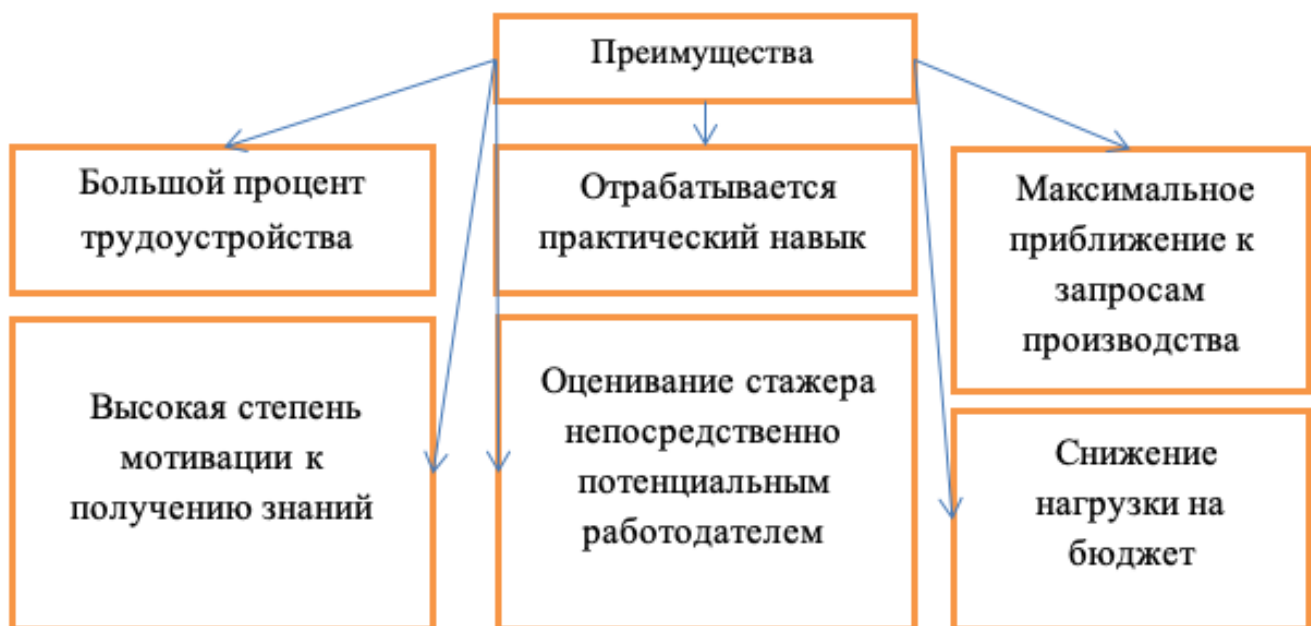 Преимущества
Большой процент
трудоустройства
Отрабатывается
практический навык
Максимальное
приближение к
запросам
производства
Высокая степень
мотивации к
получению знаний
Оценивание стажера
непосредственно
потенциальным
работодателем
Снижение
нагрузки на
бюджет